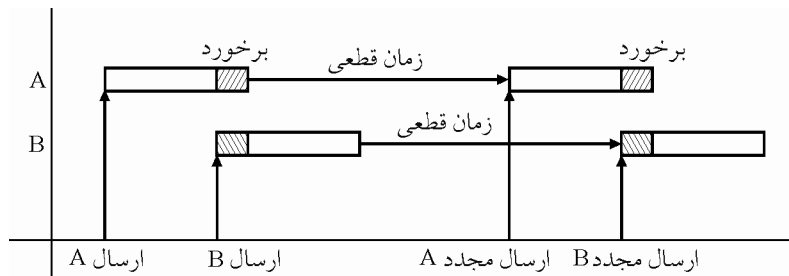 برخورد
برخورد
زمان قطعی
A
زمان قطعی
B
ارسال A
ارسال B
ارسال مجدد A
ارسال مجدد B